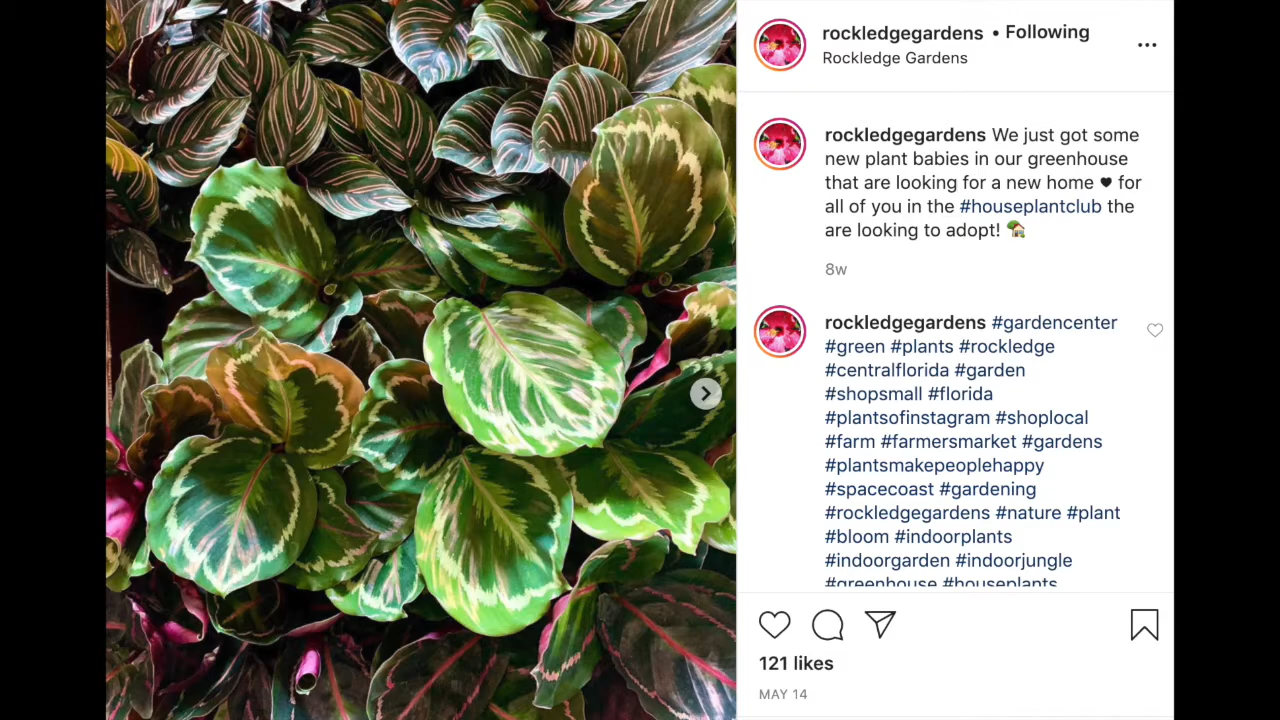 rockledgegardens • Following
Rockledge Gardens
rockledgegardens We just got some
new plant babies in our greenhouse
that are looking for a new home ♥ for
all of you in the #houseplantclub the
are looking to adopt! 🏡
8w
rockledgegardens #gardencenter
#green #plants #rockledge
#centralflorida #garden
#shopsmall #florida
#plantsofinstagram #shoplocal
#farm #farmersmarket #gardens
#plantsmakepeoplehappy
#spacecoast #gardening
#rockledgegardens #nature #plant
#bloom #indoorplants
#indoorgarden #indoorjungle
#greenhouse #houseplants
121 likes
MAY 14